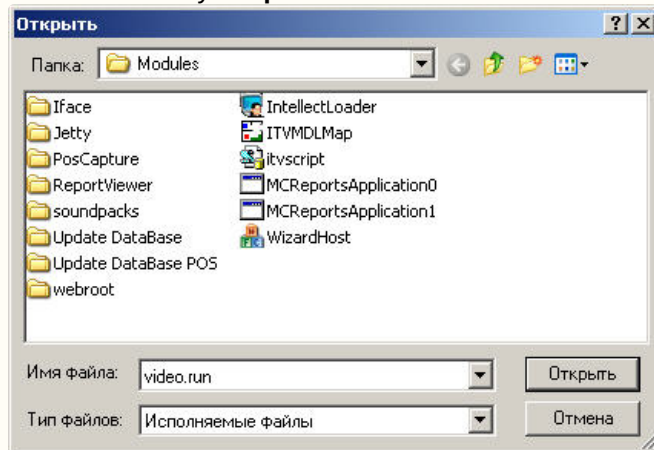 Открыть
Папка: Modules
Iface
Jetty
PosCapture
ReportViewer
soundpacks
Update DataBase
Update DataBase POS
webroot
IntellectLoader
ITVMDLMap
itvscript
MCReportsApplication0
MCReportsApplication1
WizardHost
Имя файла: video.run Открыть
Тип файлов: Исполняемые файлы Отмена